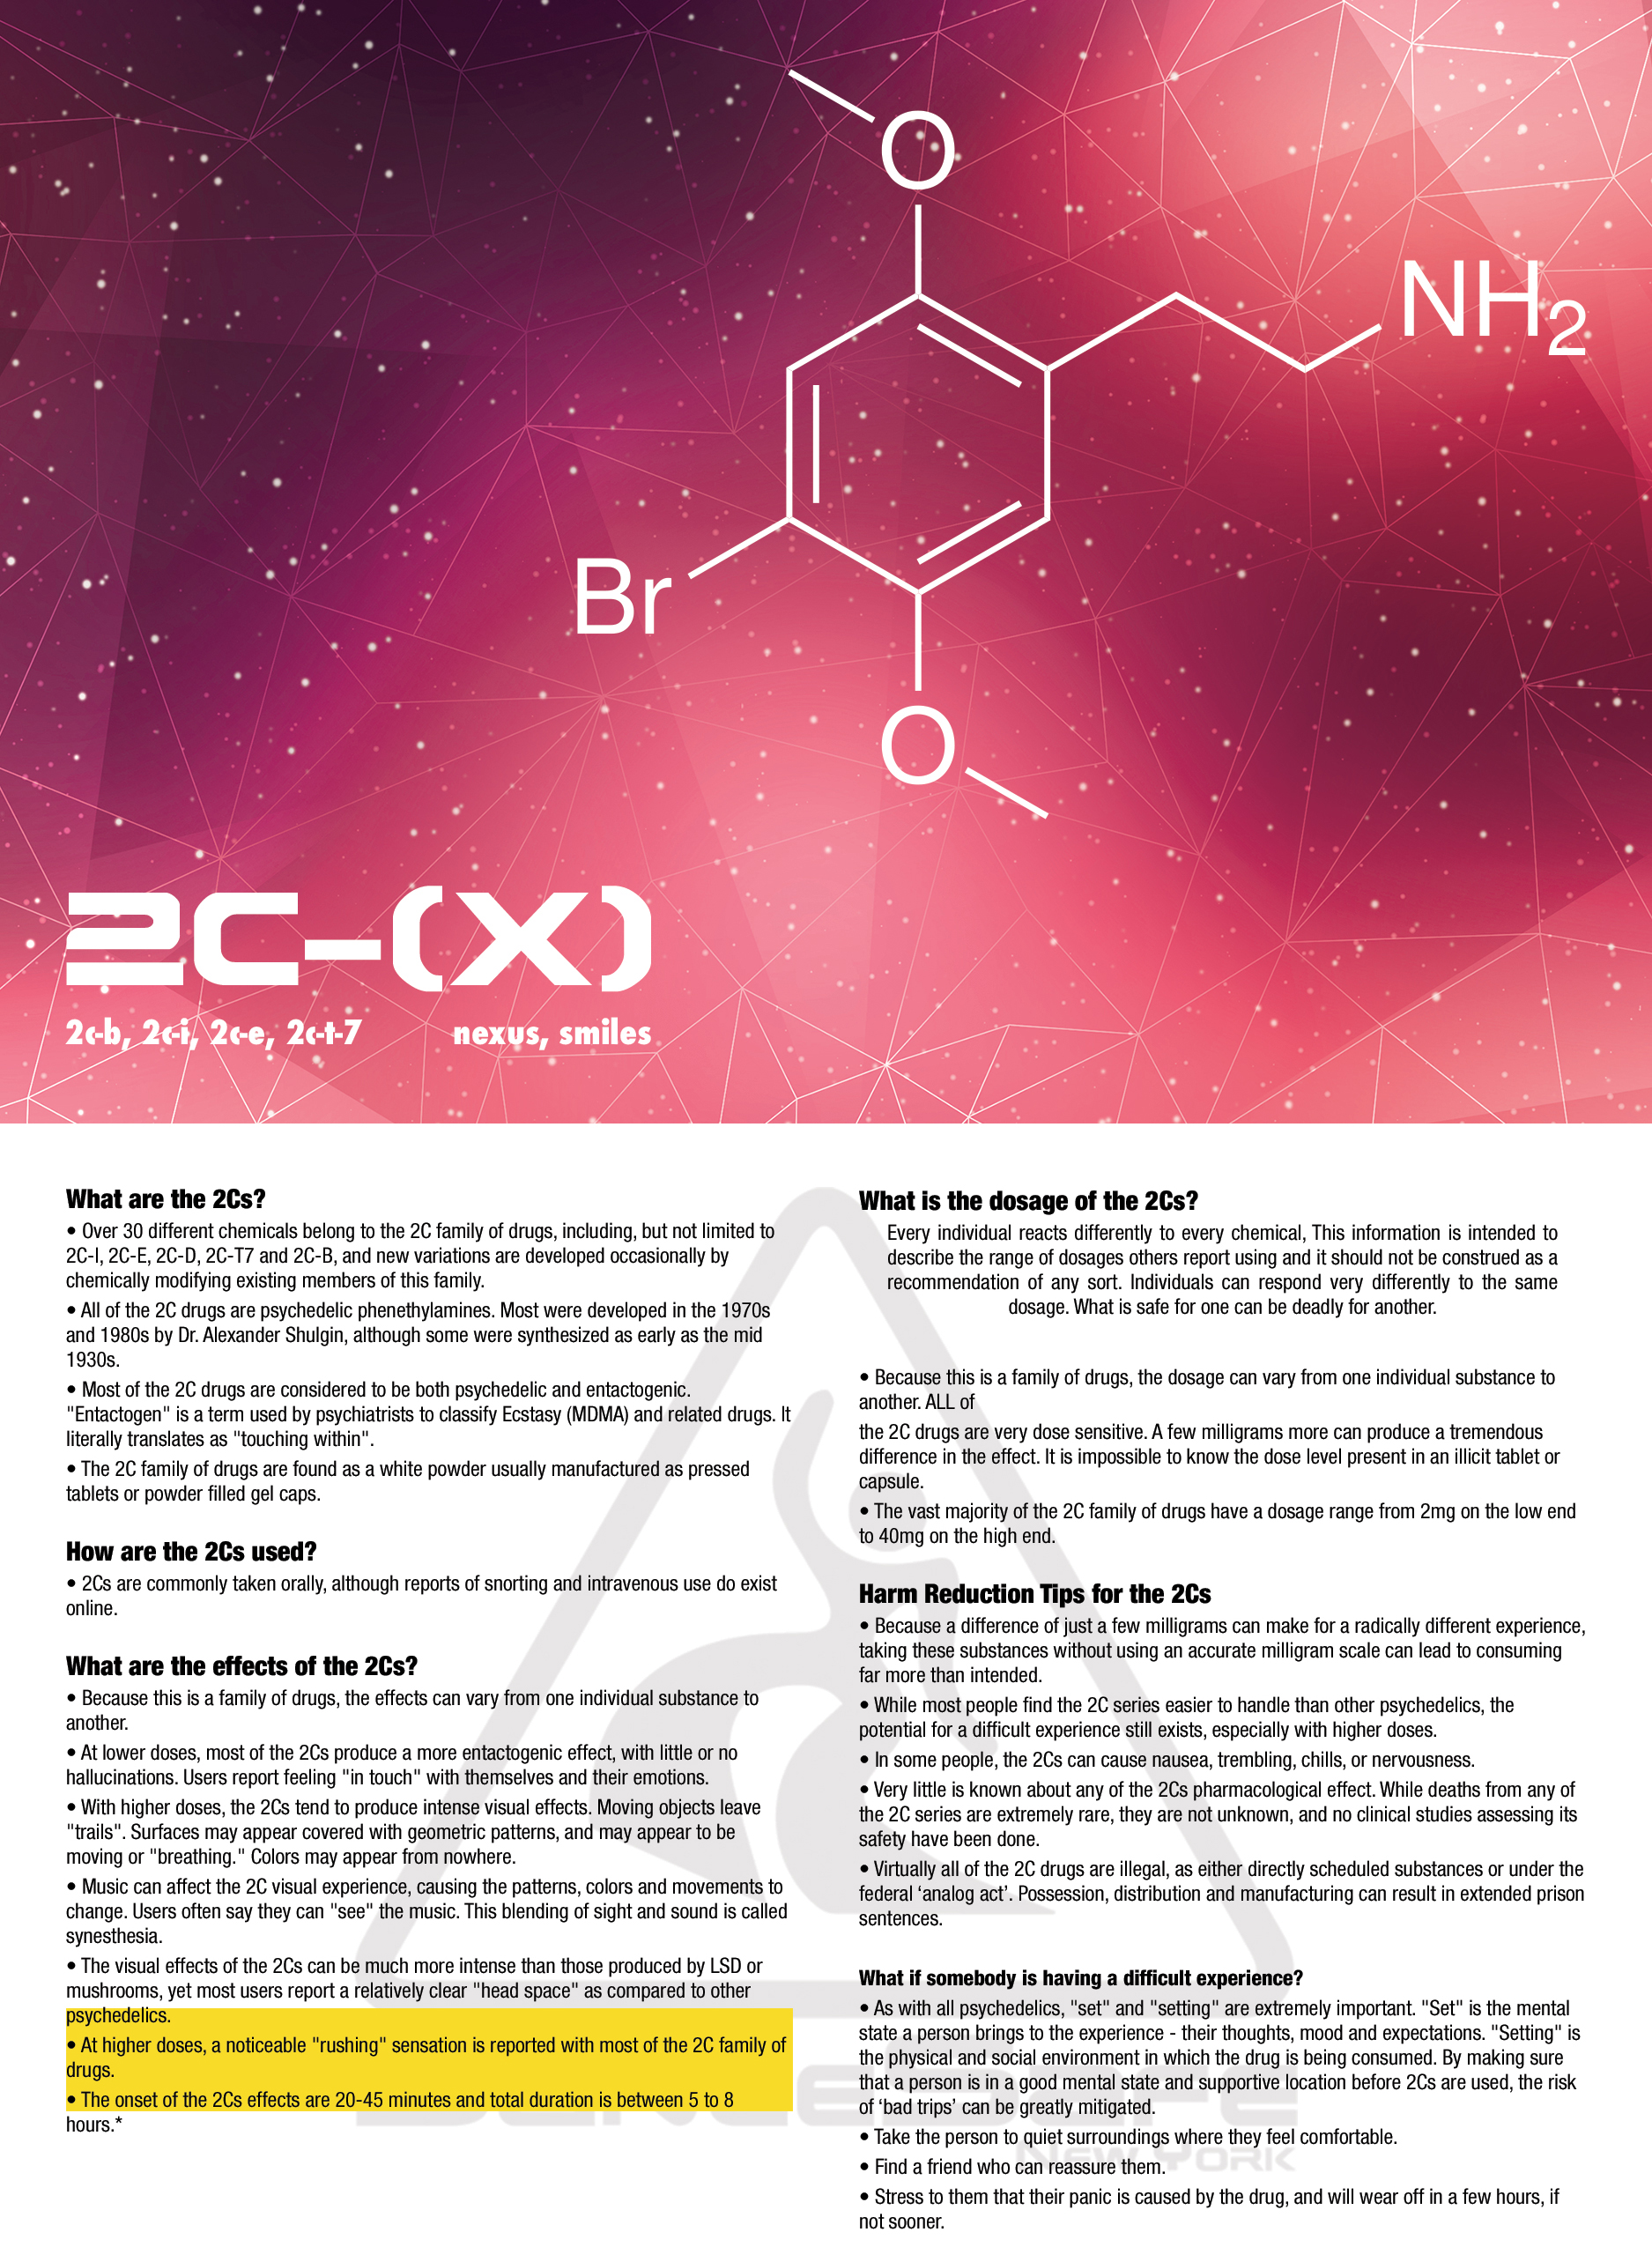 O
NH2
Br
O
2C-(X)
2c-b, 2c-i, 2c-e, 2c-t-7 nexus, smiles
What are the 2Cs?
• Over 30 different chemicals belong to the 2C family of drugs, including, but not limited to
2C-I, 2C-E, 2C-D, 2C-T7 and 2C-B, and new variations are developed occasionally by
chemically modifying existing members of this family.
• All of the 2C drugs are psychedelic phenethylamines. Most were developed in the 1970s
and 1980s by Dr. Alexander Shulgin, although some were synthesized as early as the mid
1930s.
• Most of the 2C drugs are considered to be both psychedelic and entactogenic.
"Entactogen" is a term used by psychiatrists to classify Ecstasy (MDMA) and related drugs. It
literally translates as "touching within".
• The 2C family of drugs are found as a white powder usually manufactured as pressed
tablets or powder filled gel caps.
How are the 2Cs used?
• 2Cs are commonly taken orally, although reports of snorting and intravenous use do exist
online.
What are the effects of the 2Cs?
• Because this is a family of drugs, the effects can vary from one individual substance to
another.
• At lower doses, most of the 2Cs produce a more entactogenic effect, with little or no
hallucinations. Users report feeling "in touch" with themselves and their emotions.
• With higher doses, the 2Cs tend to produce intense visual effects. Moving objects leave
"trails". Surfaces may appear covered with geometric patterns, and may appear to be
moving or "breathing." Colors may appear from nowhere.
• Music can affect the 2C visual experience, causing the patterns, colors and movements to
change. Users often say they can "see" the music. This blending of sight and sound is called
synesthesia.
• The visual effects of the 2Cs can be much more intense than those produced by LSD or
mushrooms, yet most users report a relatively clear "head space" as compared to other
psychedelics.
• At higher doses, a noticeable "rushing" sensation is reported with most of the 2C family of
drugs.
• The onset of the 2Cs effects are 20-45 minutes and total duration is between 5 to 8
hours.*
What is the dosage of the 2Cs?
Every individual reacts differently to every chemical, This information is intended to
describe the range of dosages others report using and it should not be construed as a
recommendation of any sort. Individuals can respond very differently to the same
dosage. What is safe for one can be deadly for another.
• Because this is a family of drugs, the dosage can vary from one individual substance to
another. ALL of
the 2C drugs are very dose sensitive. A few milligrams more can produce a tremendous
difference in the effect. It is impossible to know the dose level present in an illicit tablet or
capsule.
• The vast majority of the 2C family of drugs have a dosage range from 2mg on the low end
to 40mg on the high end.
Harm Reduction Tips for the 2Cs
• Because a difference of just a few milligrams can make for a radically different experience,
taking these substances without using an accurate milligram scale can lead to consuming
far more than intended.
• While most people find the 2C series easier to handle than other psychedelics, the
potential for a difficult experience still exists, especially with higher doses.
• In some people, the 2Cs can cause nausea, trembling, chills, or nervousness.
• Very little is known about any of the 2Cs pharmacological effect. While deaths from any of
the 2C series are extremely rare, they are not unknown, and no clinical studies assessing its
safety have been done.
• Virtually all of the 2C drugs are illegal, as either directly scheduled substances or under the
federal ‘analog act’. Possession, distribution and manufacturing can result in extended prison
sentences.
What if somebody is having a difficult experience?
• As with all psychedelics, "set" and "setting" are extremely important. "Set" is the mental
state a person brings to the experience - their thoughts, mood and expectations. "Setting" is
the physical and social environment in which the drug is being consumed. By making sure
that a person is in a good mental state and supportive location before 2Cs are used, the risk
of ‘bad trips’ can be greatly mitigated.
• Take the person to quiet surroundings where they feel comfortable.
• Find a friend who can reassure them.
• Stress to them that their panic is caused by the drug, and will wear off in a few hours, if
not sooner.
DanceSafe
New York